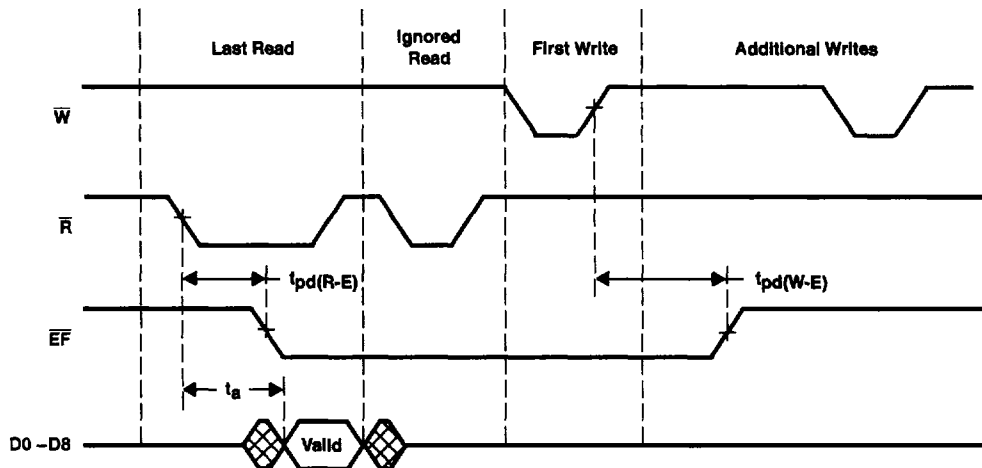 Last Read
Ignored
Read
First Write
Additional Writes
W̅
R̅
tpd(R-E)
tpd(W-E)
E̅F̅
ta
D0 –D8
Valid